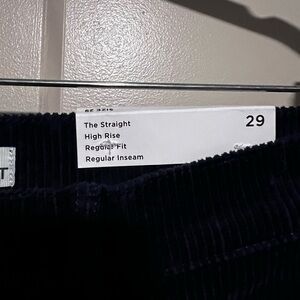 The Straight
29
High Rise
Regular Fit
Regular Inseam
T